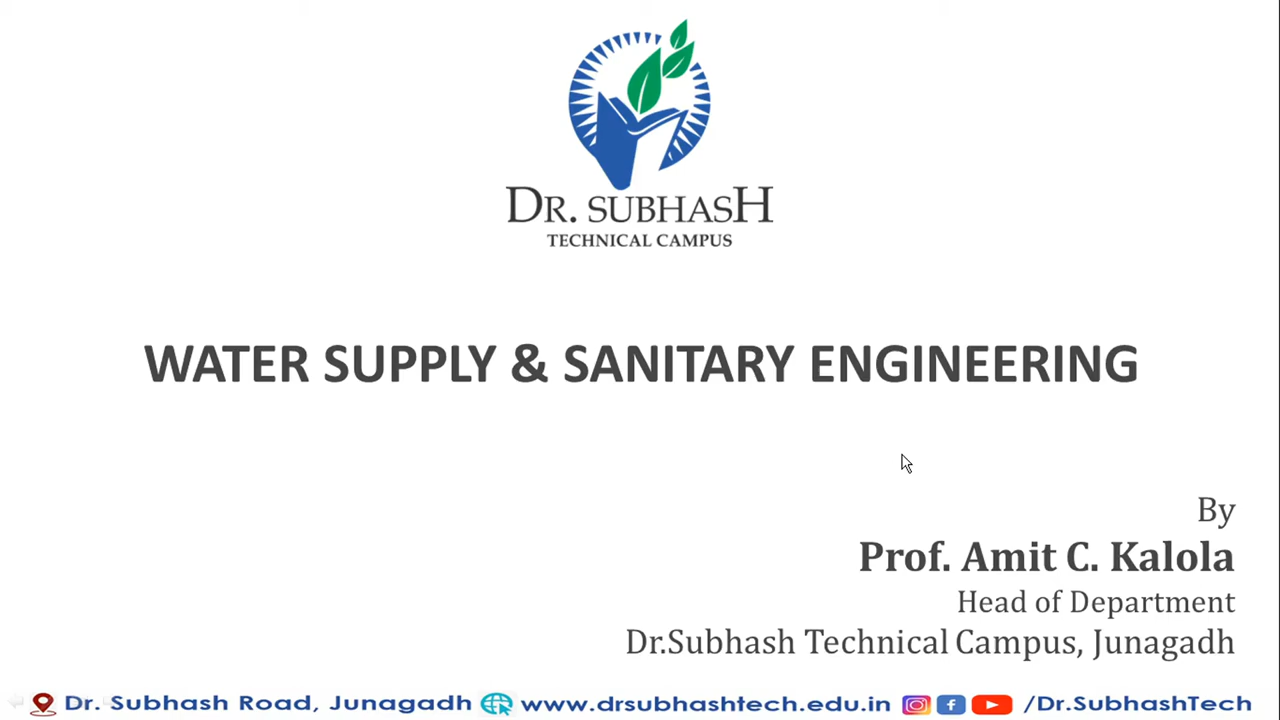 DR. SUBHASH
TECHNICAL CAMPUS
WATER SUPPLY & SANITARY ENGINEERING
By
Prof. Amit C. Kalola
Head of Department
Dr.Subhash Technical Campus, Junagadh
Dr. Subhash Road, Junagadh www.drsubhashtech.edu.in /Dr.SubhashTech